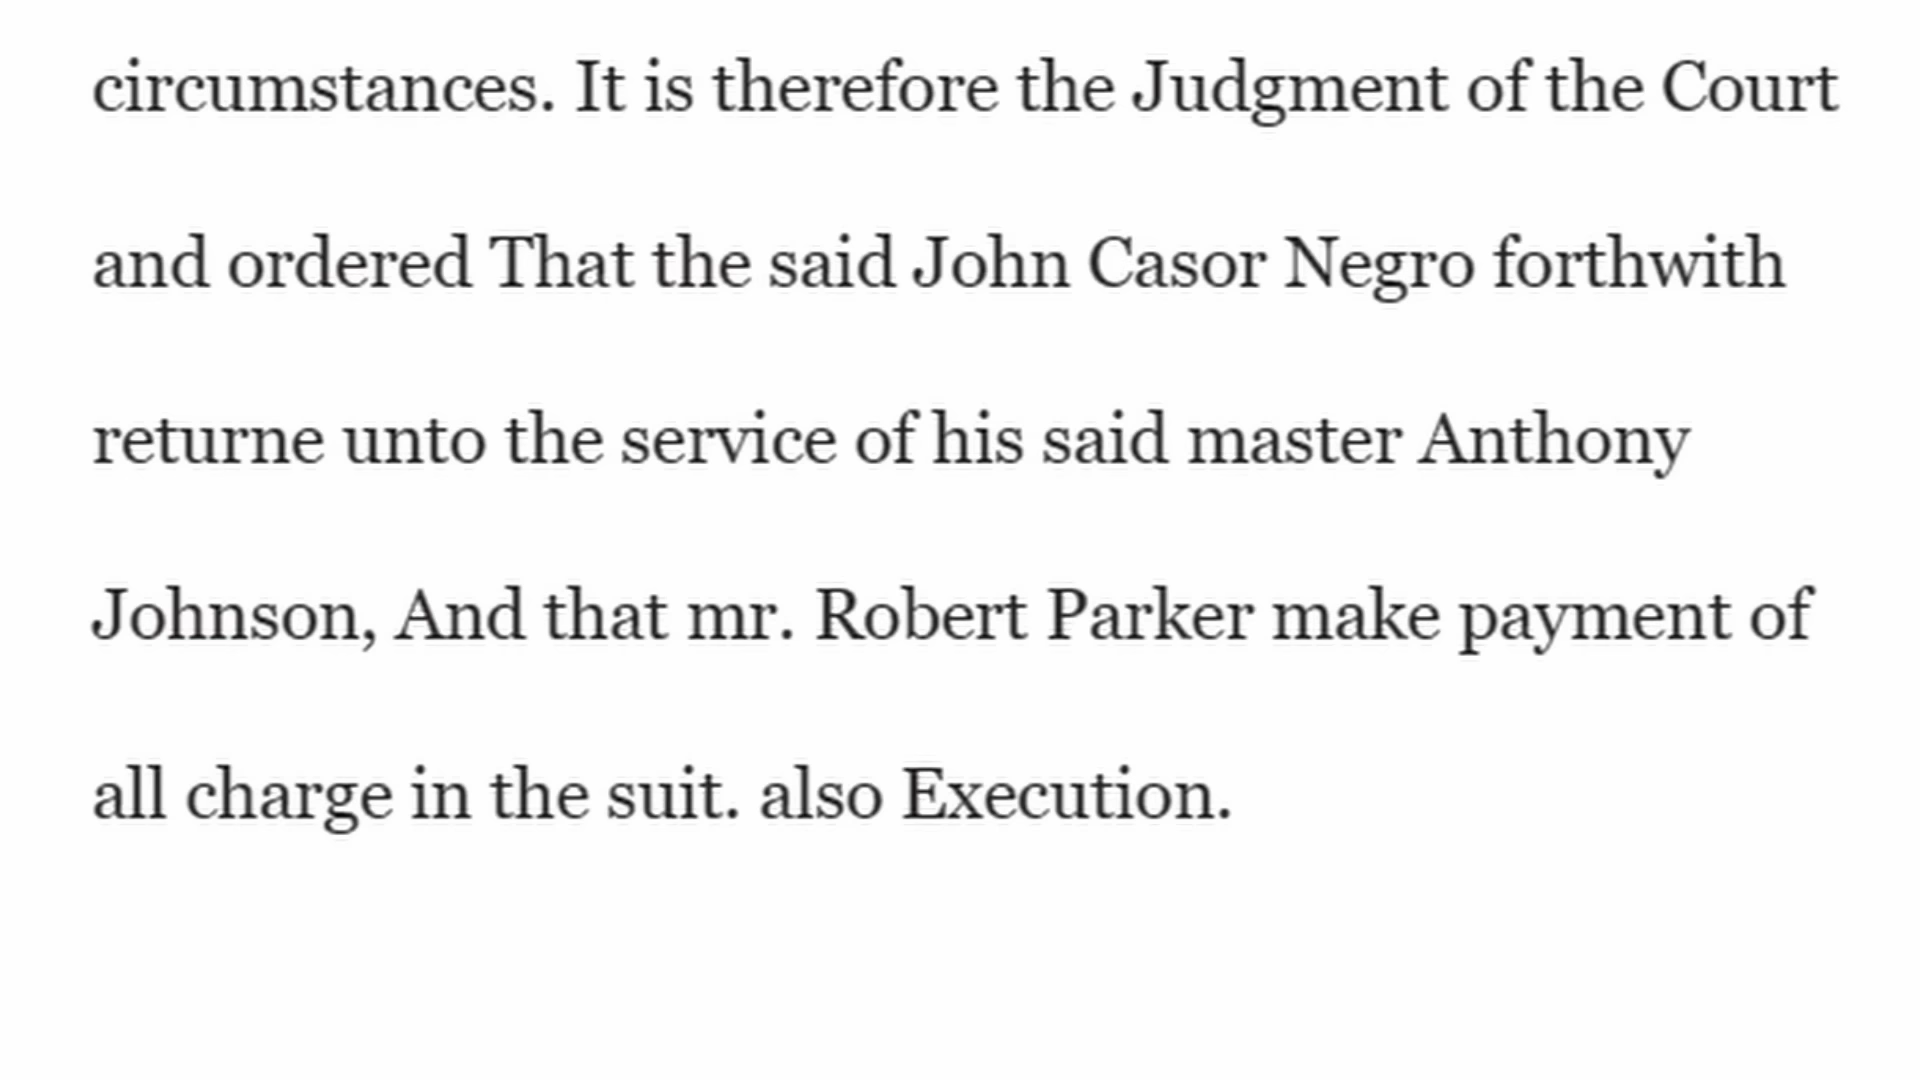 circumstances. It is therefore the Judgment of the Court
and ordered That the said John Casor Negro forthwith
returne unto the service of his said master Anthony
Johnson, And that mr. Robert Parker make payment of
all charge in the suit. also Execution.